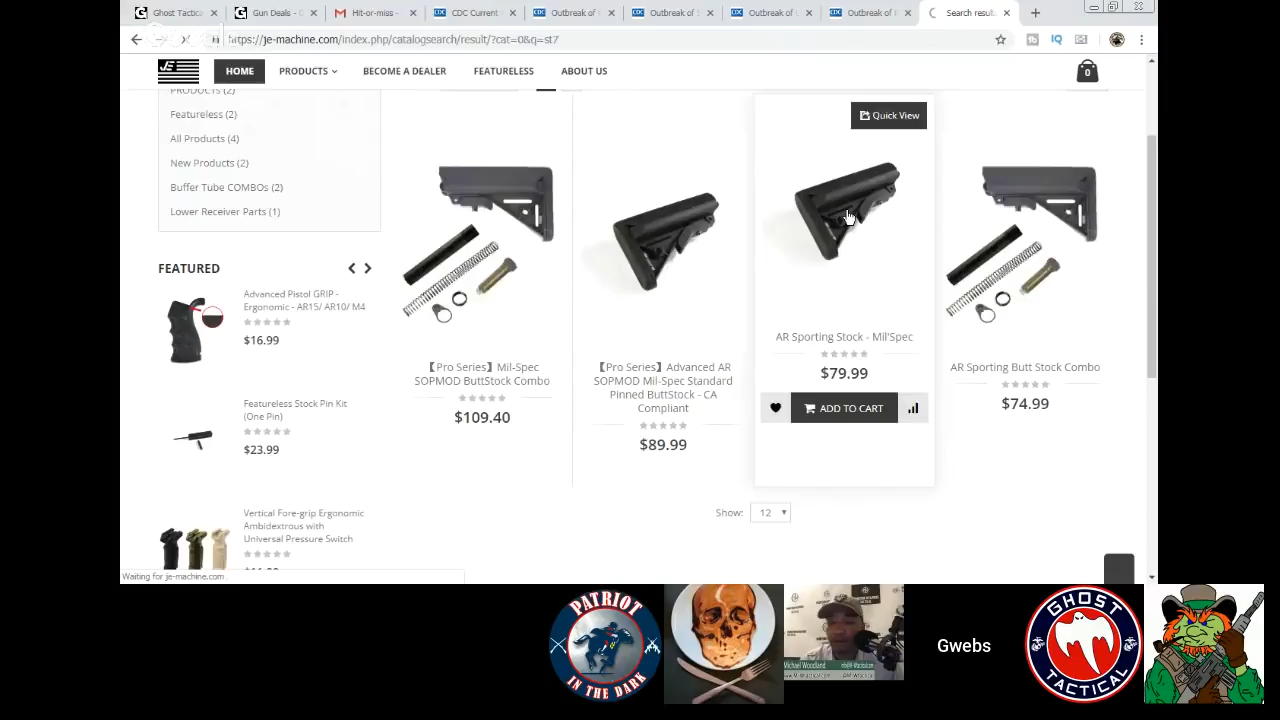 Ghost Tactica
Gun Deals - C
Hit-or-miss -
CDC Current
Outbreak of S
Outbreak of S
Outbreak of L
Outbreak of
Search result
https://je-machine.com/index.php/catalogsearch/result/?cat=0&q=st7
JE
HOME
PRODUCTS
BECOME A DEALER
FEATURELESS
ABOUT US
0
PRODUCTS (2)
Featureless (2)
All Products (4)
New Products (2)
Buffer Tube COMBOs (2)
Lower Receiver Parts (1)
FEATURED
Advanced Pistol GRIP -
Ergonomic - AR15/ AR10/ M4
$16.99
Featureless Stock Pin Kit
(One Pin)
$23.99
Vertical Fore-grip Ergonomic
Ambidextrous with
Universal Pressure Switch
Waiting for je-machine.com
【Pro Series】Mil-Spec
SOPMOD ButtStock Combo
$109.40
【Pro Series】Advanced AR
SOPMOD Mil-Spec Standard
Pinned ButtStock - CA
Compliant
$89.99
Quick View
AR Sporting Stock - Mil'Spec
$79.99
ADD TO CART
AR Sporting Butt Stock Combo
$74.99
Show: 12
PATRIOT
IN THE DARK
Michael Woodland
Gwebs
GHOST
TACTICAL